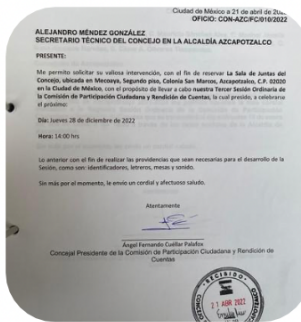 Ciudad de México a 21 de abril de 2022
OFICIO: CON-AZC/FC/010/2022
ALEJANDRO MÉNDEZ GONZÁLEZ
SECRETARIO TÉCNICO DEL CONCEJO EN LA ALCALDÍA AZCAPOTZALCO
PRESENTE:
Me permito solicitar su valiosa intervención, con el fin de reservar La Sala de Juntas del
Concejo, ubicada en Mecoaya, Segundo piso, Colonia San Marcos, Azcapotzalco, C.P. 02020
en la Ciudad de México, con el propósito de llevar a cabo nuestra Tercer Sesión Ordinaria de
la Comisión de Participación Ciudadana y Rendición de Cuentas, la cual presido, a celebrarse
el próximo:
Día: Jueves 28 de diciembre de 2022
Hora: 14:00 hrs
Lo anterior con el fin de realizar las providencias que sean necesarias para el desarrollo de la
Sesión, como son: identificadores, letreros, mesas y sonido.
Sin más por el momento, le envío un cordial y afectuoso saludo.
Atentamente
Ángel Fernando Cuéllar Palafox
Concejal Presidente de la Comisión de Participación Ciudadana y Rendición de
Cuentas
RECIBIDO
21 ABR 2022